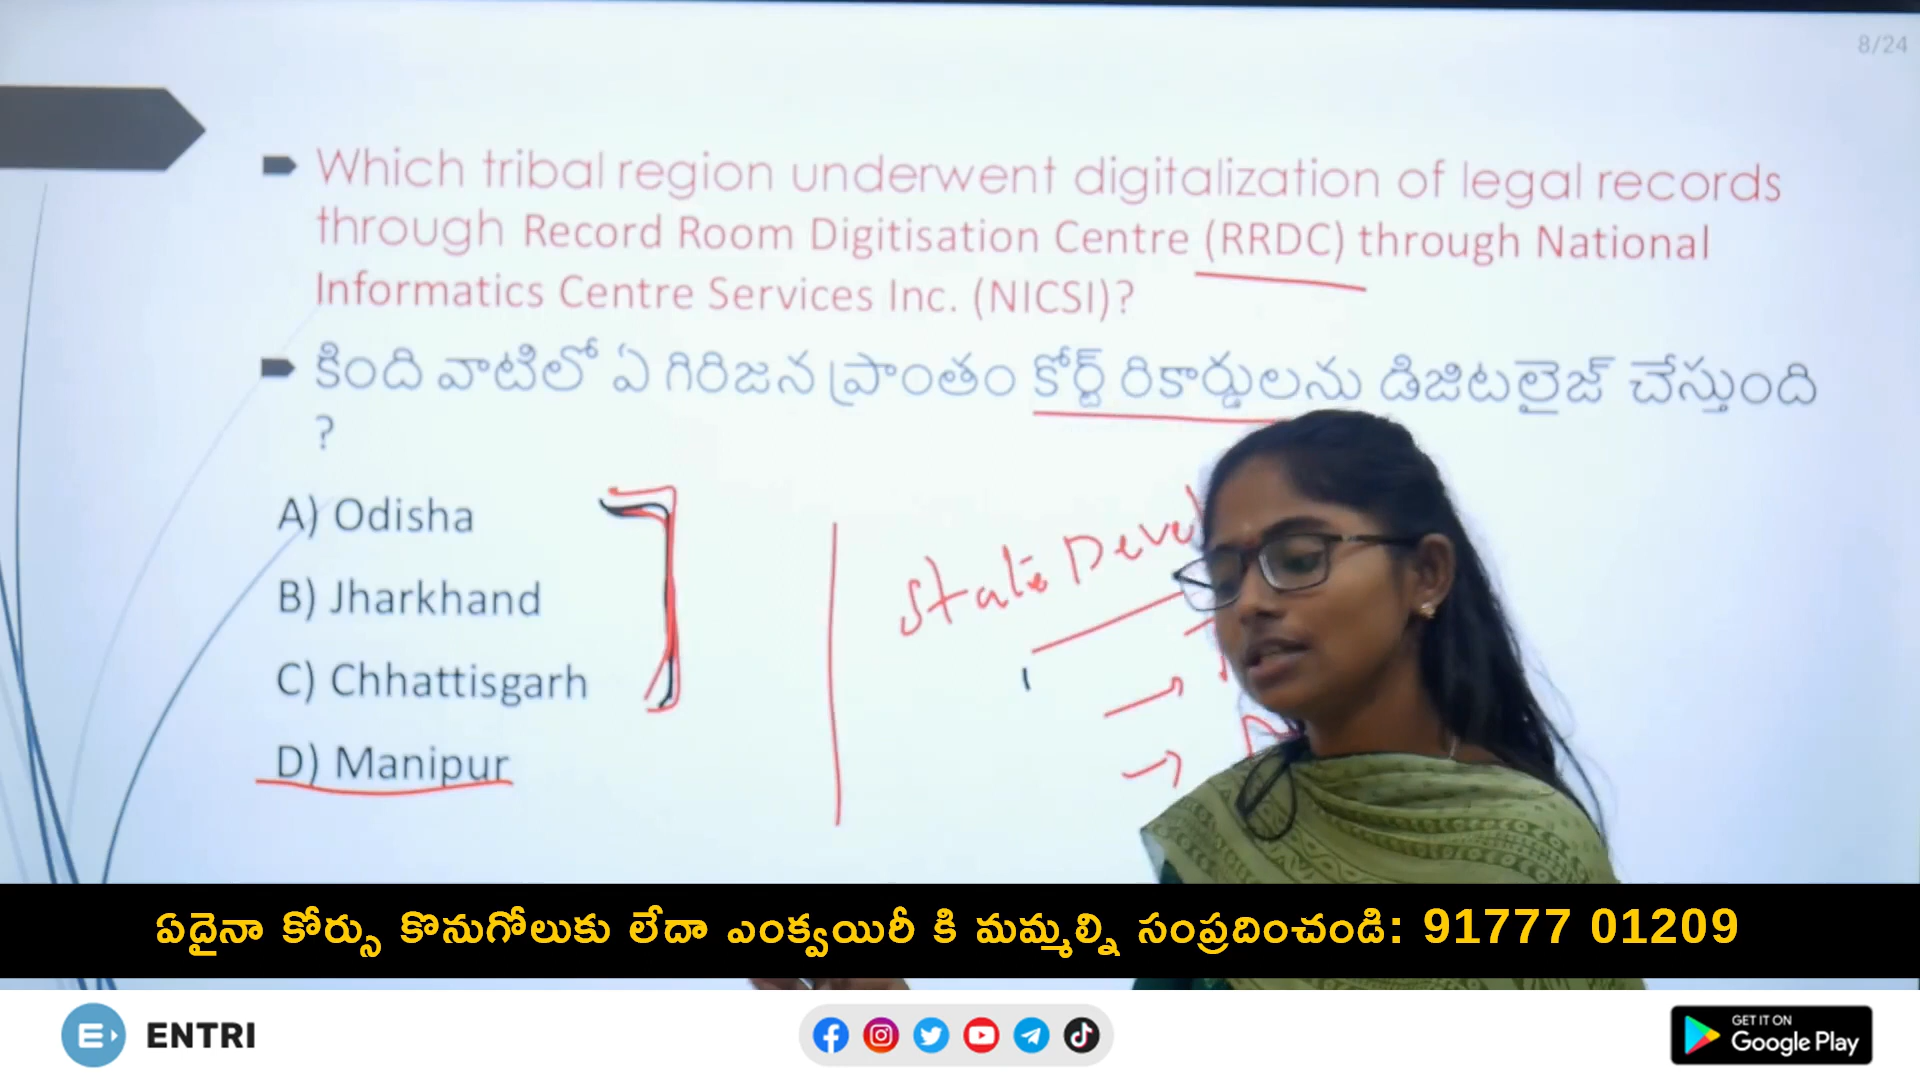 8/24
Which tribal region underwent digitalization of legal records
through Record Room Digitisation Centre (RRDC) through National
Informatics Centre Services Inc. (NICSI)?
కింది వాటిలో ఏ గిరిజన ప్రాంతం కోర్ట్ రికార్డులను డిజిటలైజ్ చేస్తుంది
?
A) Odisha
B) Jharkhand
C) Chhattisgarh
D) Manipur
State Devel
ఏదైనా కోర్సు కొనుగోలుకు లేదా ఎంక్వయిరీ కి మమ్మల్ని సంప్రదించండి: 91777 01209
ENTRI
GET IT ON
Google Play